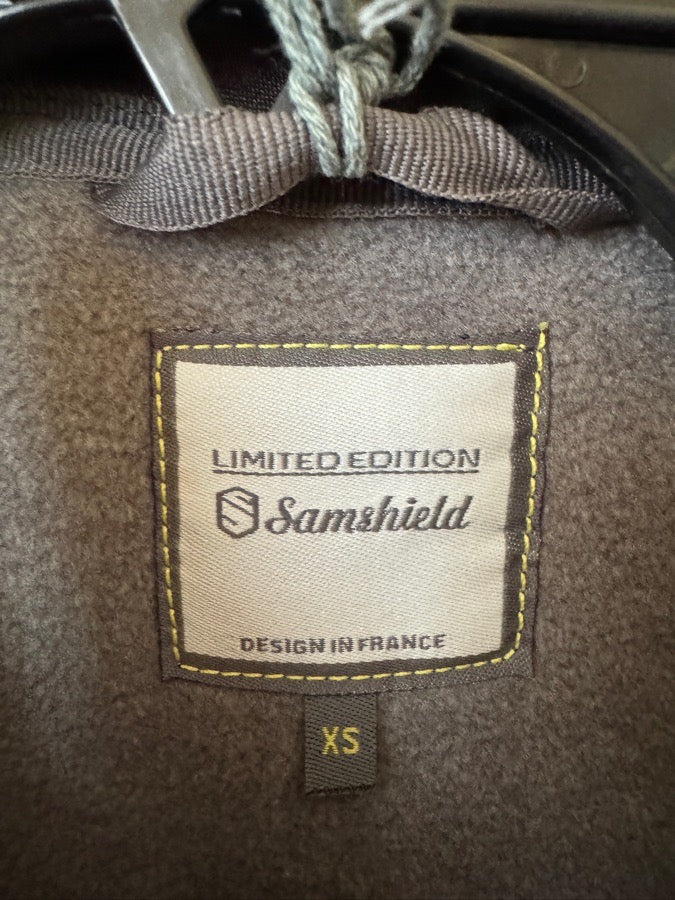 LIMITED EDITION
Samshield
DESIGN IN FRANCE
XS